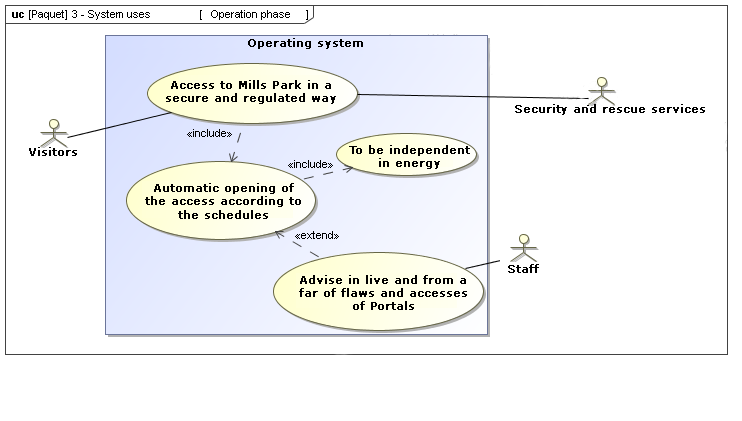 uc [Paquet] 3 - System uses [ Operation phase ]
Operating system
Access to Mills Park in a
secure and regulated way
Security and rescue services
Visitors
«include»
«include»
To be independent
in energy
Automatic opening of
the access according to
the schedules
«extend»
Staff
Advise in live and from a
far of flaws and accesses
of Portals